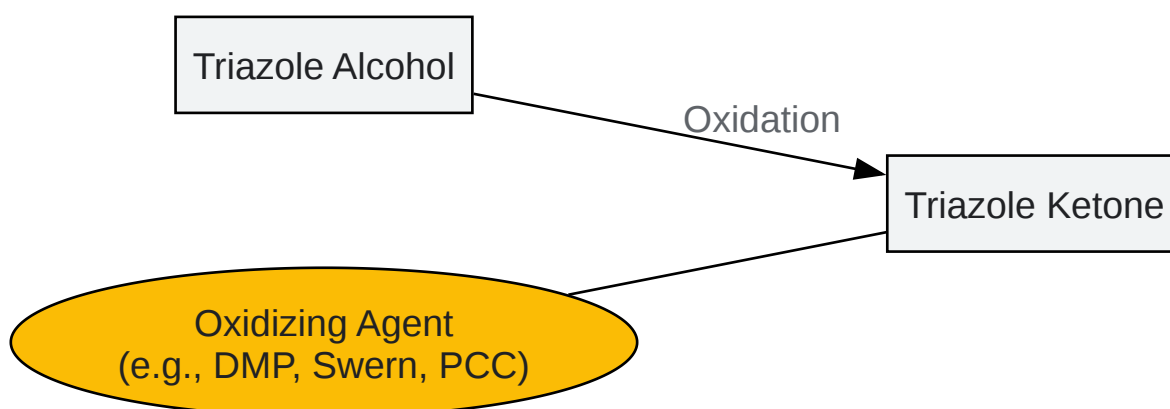 Triazole Alcohol
Oxidation
Triazole Ketone
Oxidizing Agent
(e.g., DMP, Swern, PCC)